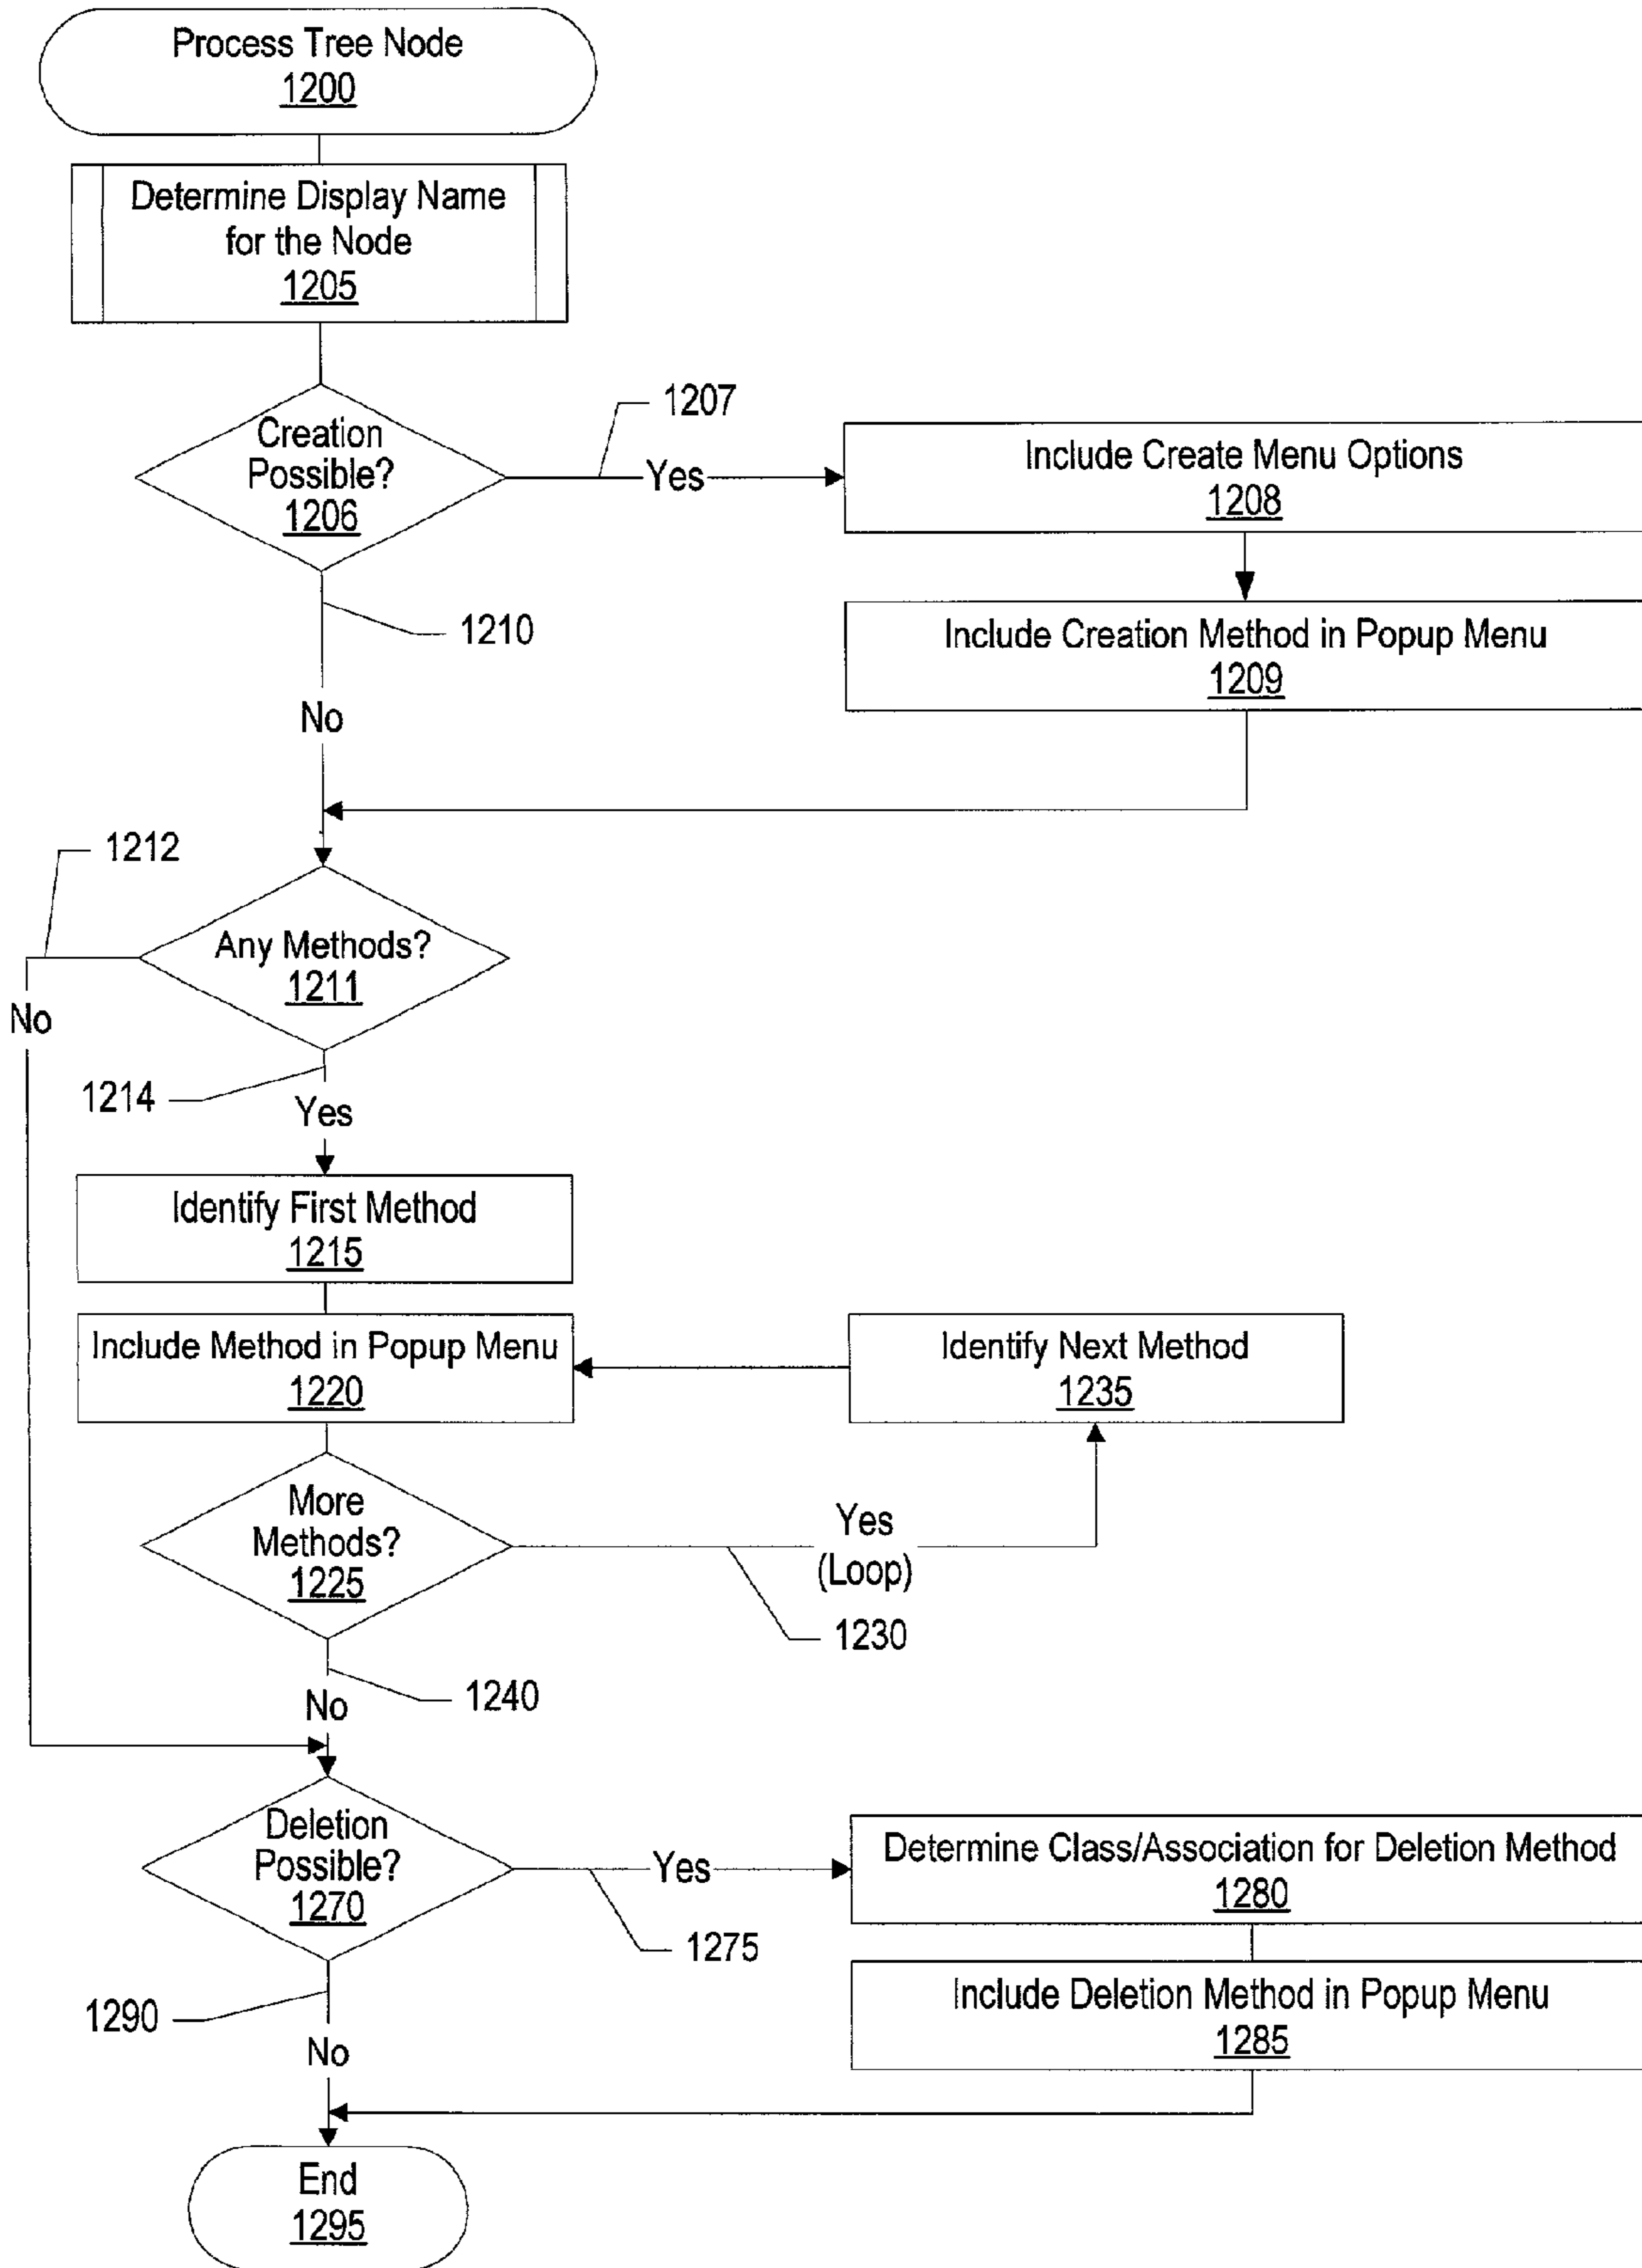 Process Tree Node
1200
Determine Display Name
for the Node
1205
Creation
Possible?
1206
1207
Yes
Include Create Menu Options
1208
1210
Include Creation Method in Popup Menu
1209
No
1212
Any Methods?
1211
No
1214
Yes
Identify First Method
1215
Include Method in Popup Menu
1220
Identify Next Method
1235
More
Methods?
1225
Yes
(Loop)
1230
1240
No
Deletion
Possible?
1270
Yes
1275
Determine Class/Association for Deletion Method
1280
Include Deletion Method in Popup Menu
1285
1290
No
End
1295